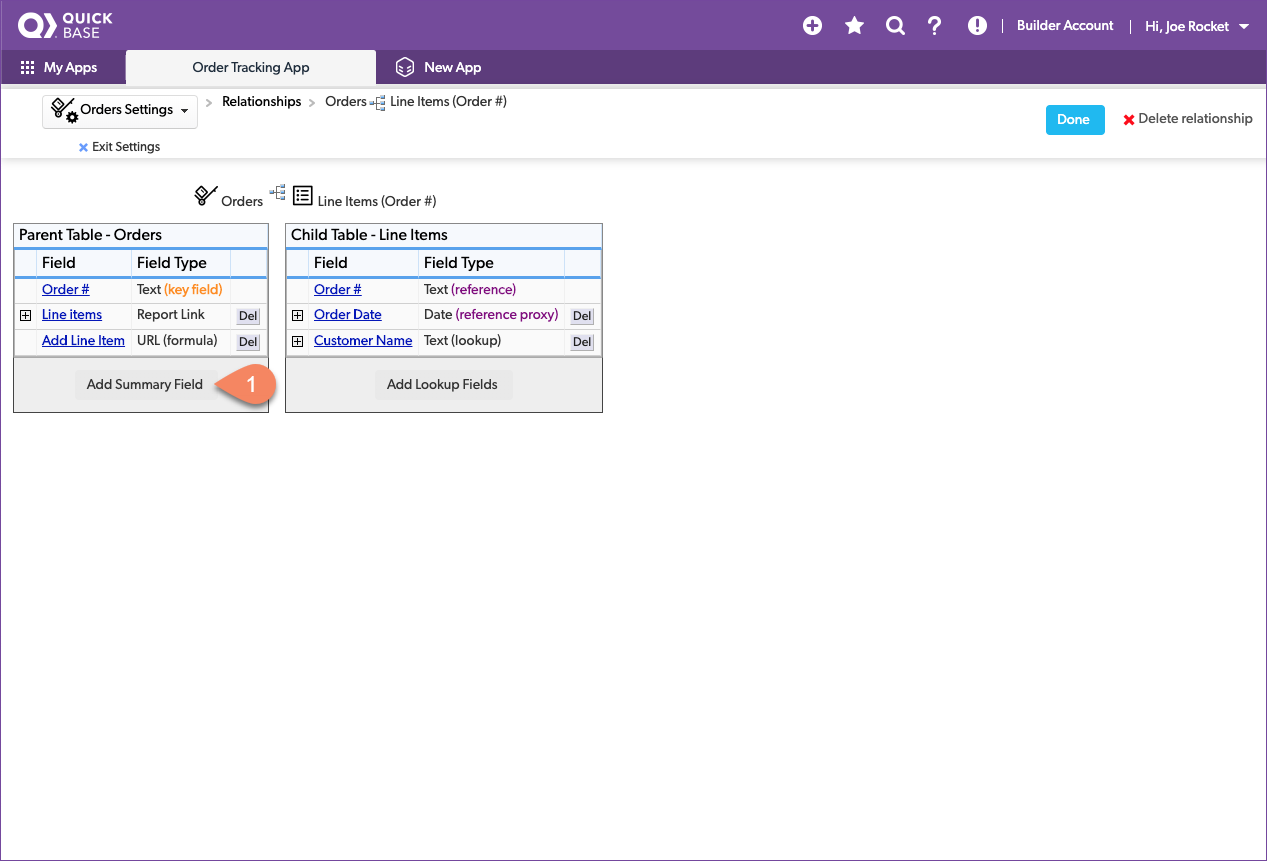 QUICK
BASE
Builder Account | Hi, Joe Rocket
My Apps
Order Tracking App
New App
Orders Settings
Relationships
Orders
Line Items (Order #)
Done
Delete relationship
Exit Settings
Orders
Line Items (Order #)
Parent Table - Orders
Field Field Type
Order # Text (key field)
Line items Report Link Del
Add Line Item URL (formula) Del
Add Summary Field
1
Child Table - Line Items
Field Field Type
Order # Text (reference)
Order Date Date (reference proxy) Del
Customer Name Text (lookup) Del
Add Lookup Fields